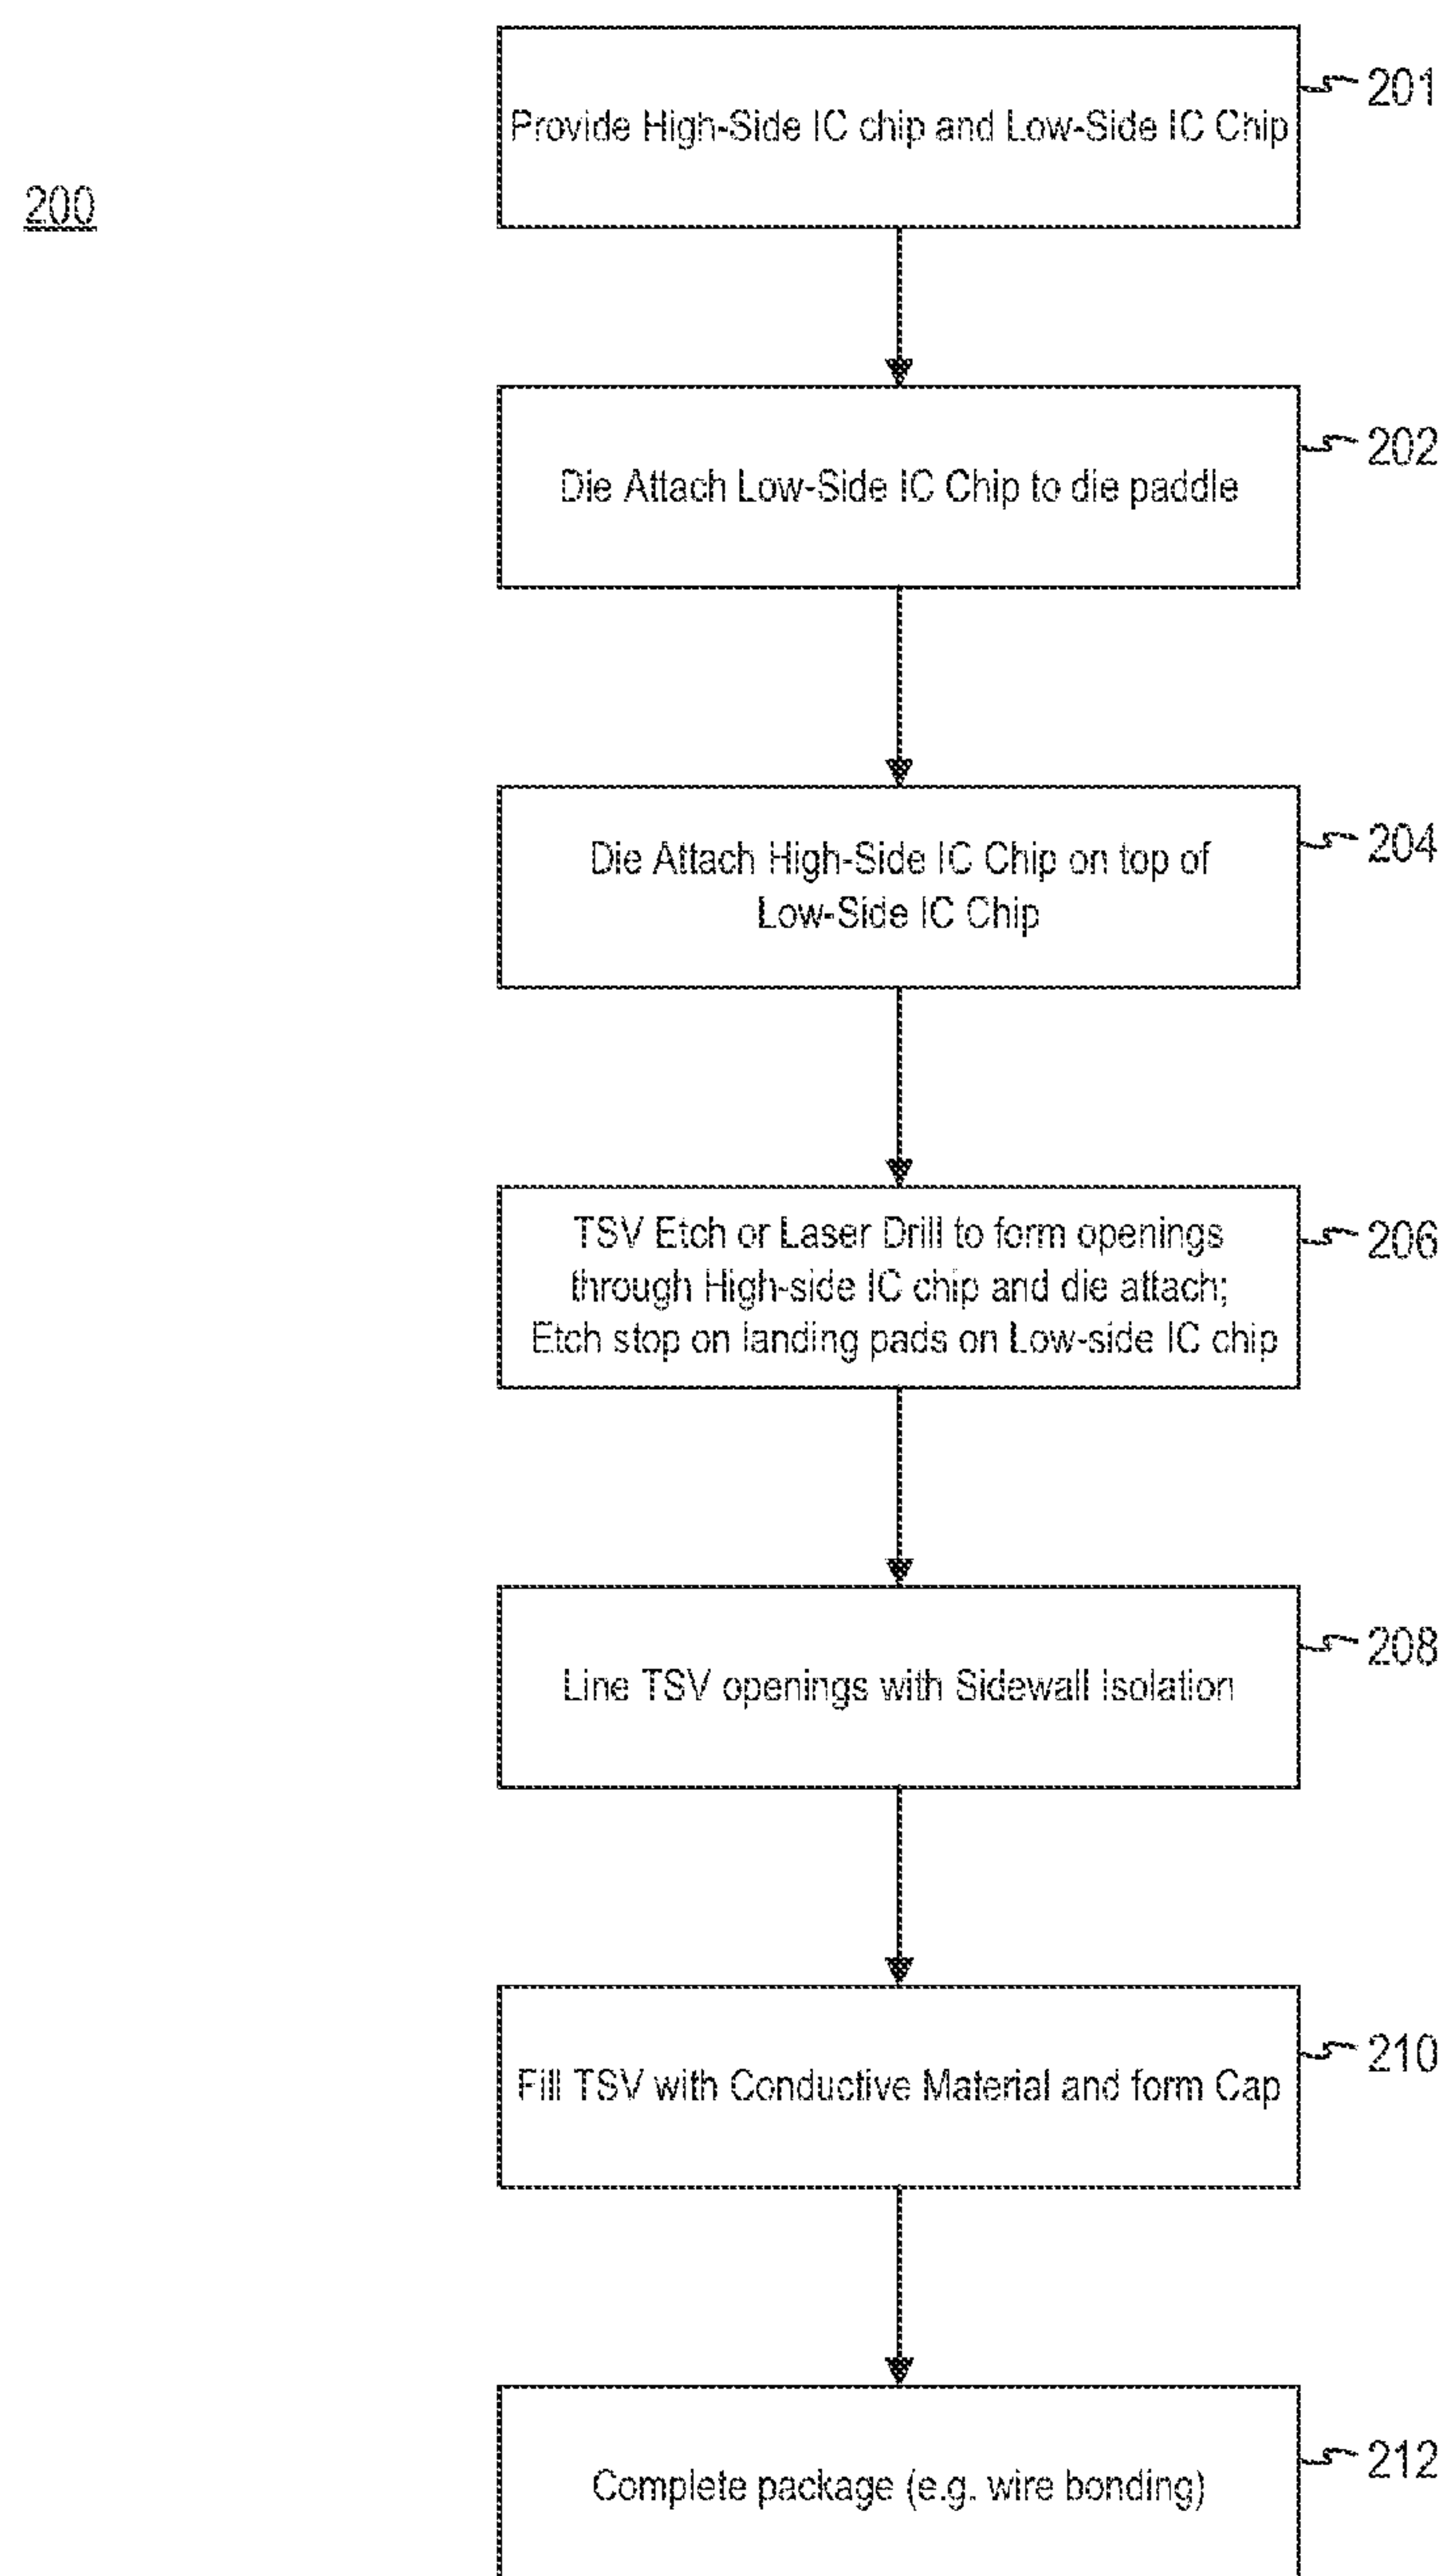 200
Provide High-Side IC chip and Low-Side IC Chip
201
Die Attach Low-Side IC Chip to die paddle
202
Die Attach High-Side IC Chip on top of
Low-Side IC Chip
204
TSV Etch or Laser Drill to form openings
through High-side IC chip and die attach;
Etch stop on landing pads on Low-side IC chip
206
Line TSV openings with Sidewall Isolation
208
Fill TSV with Conductive Material and form Cap
210
Complete package (e.g. wire bonding)
212